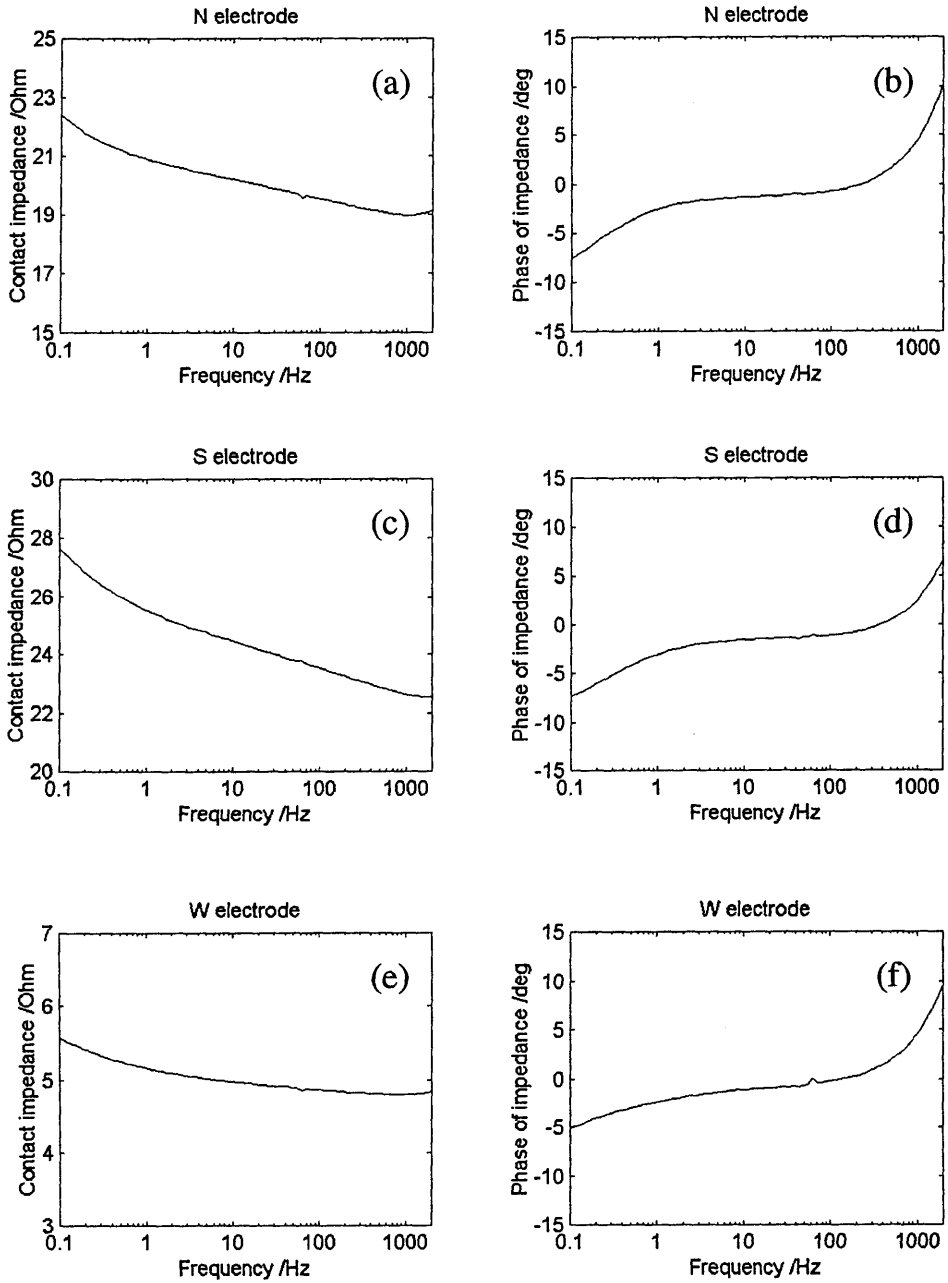 N electrode
Contact impedance /Ohm
25
23
21
19
17
15
(a)
0.1 1 10 100 1000
Frequency /Hz
N electrode
Phase of impedance /deg
15
10
5
0
-5
-10
-15
(b)
0.1 1 10 100 1000
Frequency /Hz
S electrode
Contact impedance /Ohm
30
28
26
24
22
20
(c)
0.1 1 10 100 1000
Frequency /Hz
S electrode
Phase of impedance /deg
15
10
5
0
-5
-10
-15
(d)
0.1 1 10 100 1000
Frequency /Hz
W electrode
Contact impedance /Ohm
7
6
5
4
3
(e)
0.1 1 10 100 1000
Frequency /Hz
W electrode
Phase of impedance /deg
15
10
5
0
-5
-10
-15
(f)
0.1 1 10 100 1000
Frequency /Hz